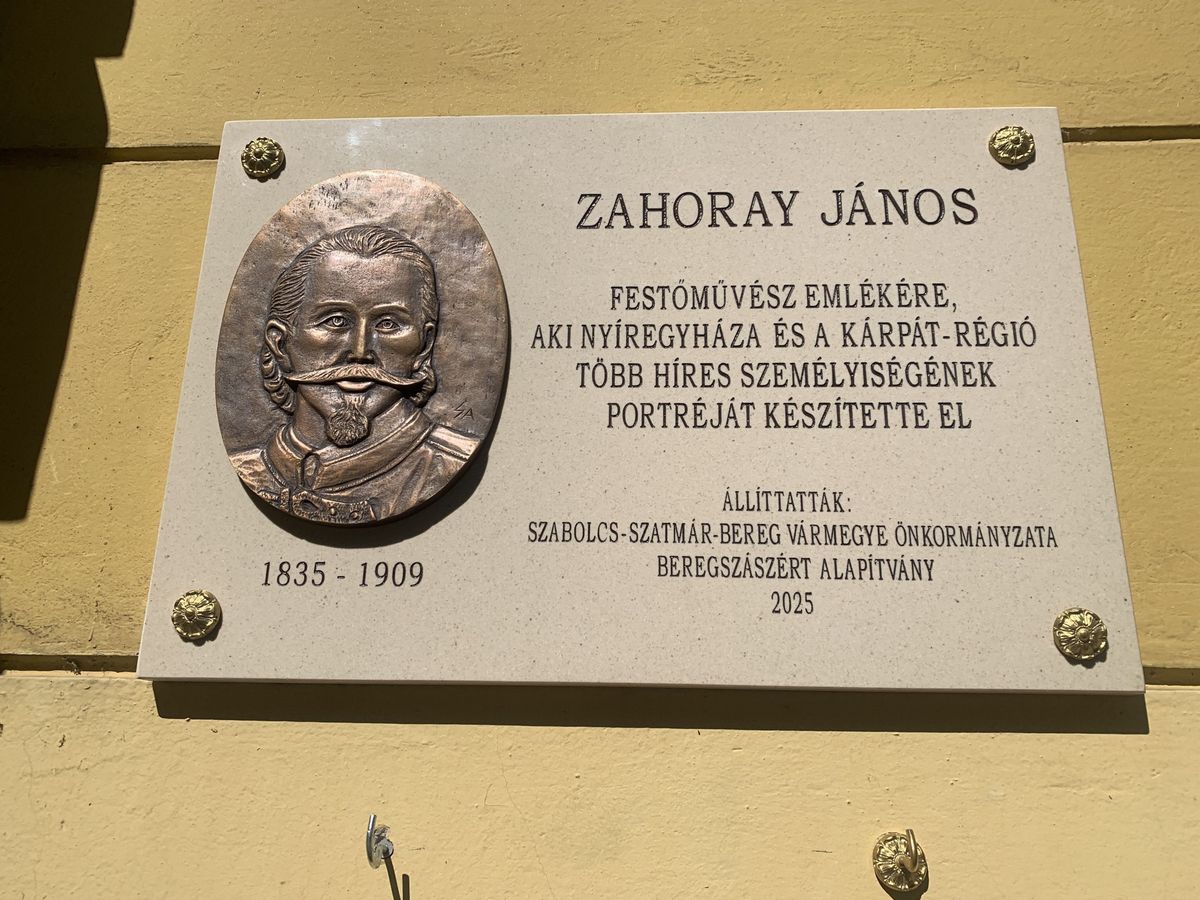 ZAHORAY JÁNOS
FESTŐMŰVÉSZ EMLÉKÉRE,
AKI NYÍREGYHÁZA ÉS A KÁRPÁT-RÉGIÓ
TÖBB HÍRES SZEMÉLYISÉGÉNEK
PORTRÉJÁT KÉSZÍTETTE EL
ÁLLÍTTATTÁK:
SZABOLCS-SZATMÁR-BEREG VÁRMEGYE ÖNKORMÁNYZATA
BEREGSZÁSZÉRT ALAPÍTVÁNY
2025
1835 - 1909